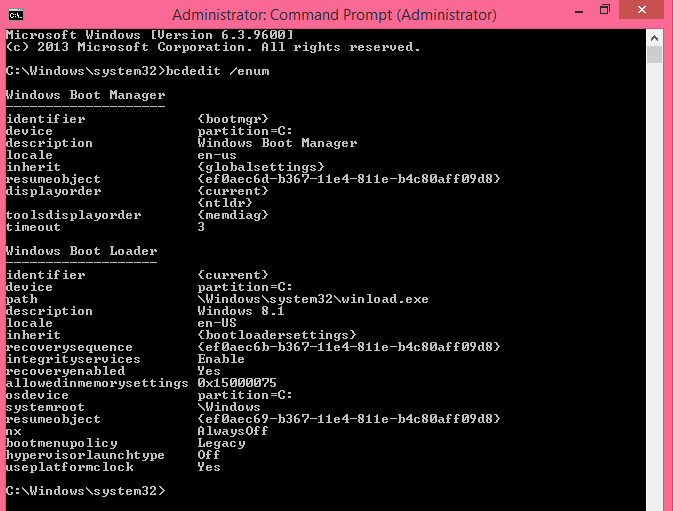 Administrator: Command Prompt (Administrator)
Microsoft Windows [Version 6.3.9600]
(c) 2013 Microsoft Corporation. All rights reserved.
C:\Windows\system32>bcdedit /enum
Windows Boot Manager
--------------------
identifier              {bootmgr}
device                  partition=C:
description             Windows Boot Manager
locale                  en-us
inherit                 {globalsettings}
resumeobject            {ef0aec6d-b367-11e4-811e-b4c80aff09d8}
displayorder            {current}
                        {ntldr}
toolsdisplayorder       {memdiag}
timeout                 3
Windows Boot Loader
-------------------
identifier              {current}
device                  partition=C:
path                    \Windows\system32\winload.exe
description             Windows 8.1
locale                  en-US
inherit                 {bootloadersettings}
recoverysequence        {ef0aec6b-b367-11e4-811e-b4c80aff09d8}
integrityservices       Enable
recoveryenabled         Yes
allowedinmemorysettings 0x15000075
osdevice                partition=C:
systemroot              \Windows
resumeobject            {ef0aec69-b367-11e4-811e-b4c80aff09d8}
nx                      AlwaysOff
bootmenupolicy          Legacy
hypervisorlaunchtype    Off
useplatformclock        Yes
C:\Windows\system32>